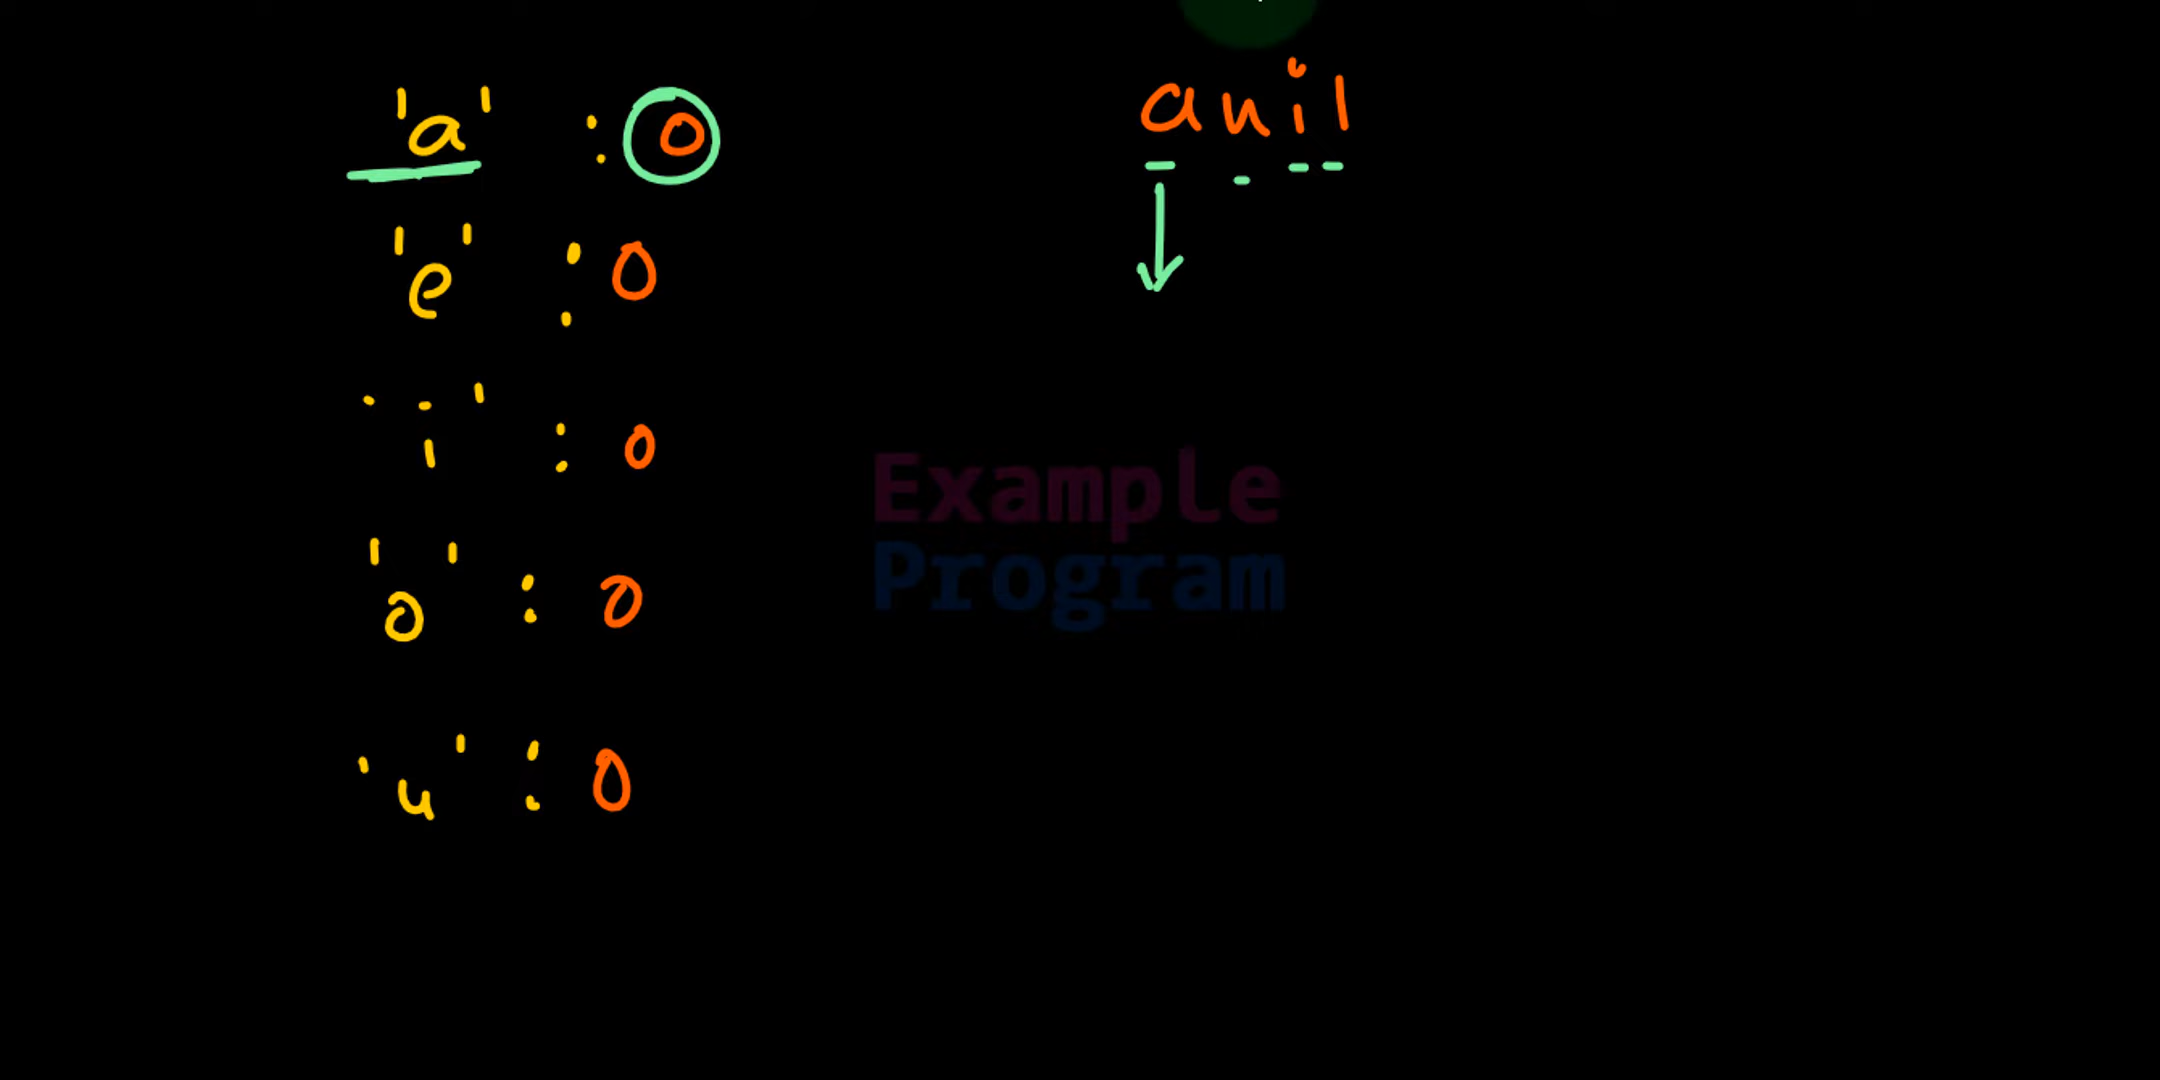 'a' : 0
anil
'e' : 0
'i' : 0
'o' : 0
'u' : 0
Example
Program